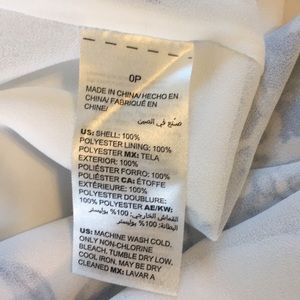 0P
MADE IN CHINA/ HECHO EN
CHINA/ FABRIQUÉ EN
CHINE/
صنع في الصين
US: SHELL: 100%
POLYESTER LINING: 100%
POLYESTER MX: TELA
EXTERIOR: 100%
POLIÉSTER FORRO: 100%
POLIÉSTER CA: ÉTOFFE
EXTÉRIEURE: 100%
POLYESTER DOUBLURE:
100% POLYESTER AE/KW:
القماش الخارجي: 100% بوليستر
البطانة: 100% بوليستر
US: MACHINE WASH COLD.
ONLY NON-CHLORINE
BLEACH. TUMBLE DRY LOW.
COOL IRON. MAY BE DRY
CLEANED MX: LAVAR A